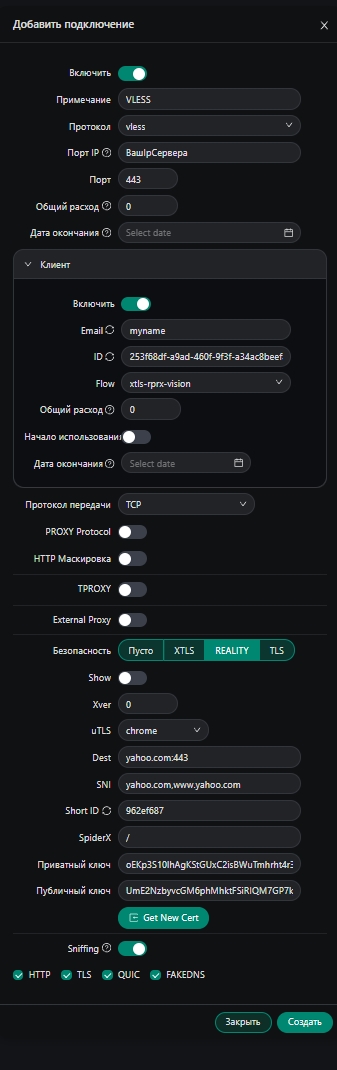 Добавить подключение
Включить
Примечание VLESS
Протокол vless
Порт IP ВашIpСервера
Порт 443
Общий расход 0
Дата окончания Select date
Клиент
Включить
Email myname
ID 253f68df-a9ad-460f-9f3f-a34ac8beef
Flow xtls-rprx-vision
Общий расход 0
Начало использования
Дата окончания Select date
Протокол передачи TCP
PROXY Protocol
HTTP Маскировка
TPROXY
External Proxy
Безопасность Пусто XTLS REALITY TLS
Show
Xver 0
uTLS chrome
Dest yahoo.com:443
SNI yahoo.com,www.yahoo.com
Short ID 962ef687
SpiderX /
Приватный ключ
Публичный ключ
Get New Cert
Sniffing
HTTP TLS QUIC FAKEDNS
Закрыть Создать